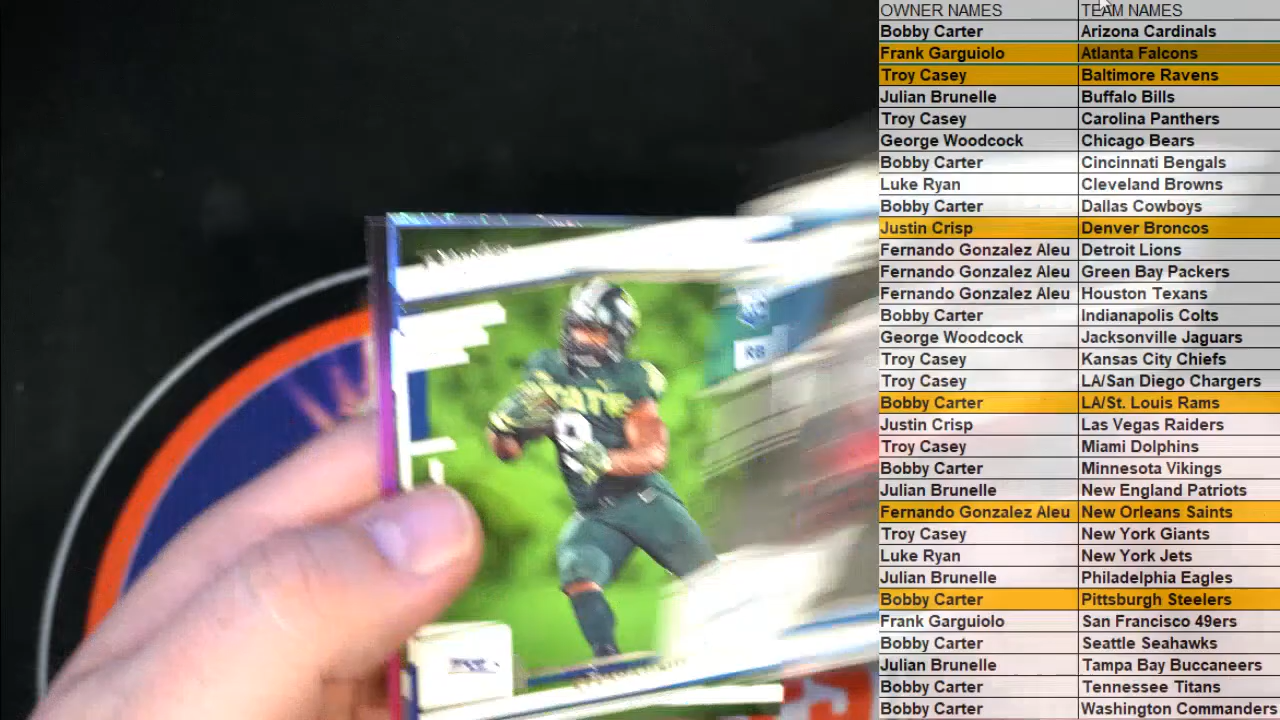 OWNER NAMES TEAM NAMES
Bobby Carter Arizona Cardinals
Frank Garguiolo Atlanta Falcons
Troy Casey Baltimore Ravens
Julian Brunelle Buffalo Bills
Troy Casey Carolina Panthers
George Woodcock Chicago Bears
Bobby Carter Cincinnati Bengals
Luke Ryan Cleveland Browns
Bobby Carter Dallas Cowboys
Justin Crisp Denver Broncos
Fernando Gonzalez Aleu Detroit Lions
Fernando Gonzalez Aleu Green Bay Packers
Fernando Gonzalez Aleu Houston Texans
Bobby Carter Indianapolis Colts
George Woodcock Jacksonville Jaguars
Troy Casey Kansas City Chiefs
Troy Casey LA/San Diego Chargers
Bobby Carter LA/St. Louis Rams
Justin Crisp Las Vegas Raiders
Troy Casey Miami Dolphins
Bobby Carter Minnesota Vikings
Julian Brunelle New England Patriots
Fernando Gonzalez Aleu New Orleans Saints
Troy Casey New York Giants
Luke Ryan New York Jets
Julian Brunelle Philadelphia Eagles
Bobby Carter Pittsburgh Steelers
Frank Garguiolo San Francisco 49ers
Bobby Carter Seattle Seahawks
Julian Brunelle Tampa Bay Buccaneers
Bobby Carter Tennessee Titans
Bobby Carter Washington Commanders
RB
9